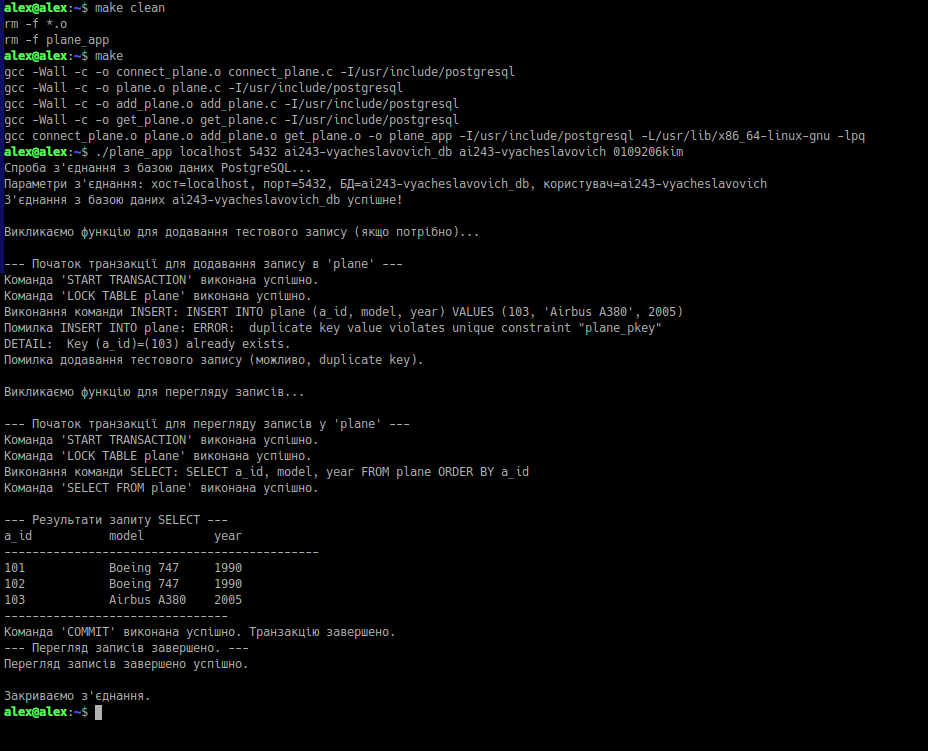 alex@alex:~$ make clean
rm -f *.o
rm -f plane_app
alex@alex:~$ make
gcc -Wall -c -o connect_plane.o connect_plane.c -I/usr/include/postgresql
gcc -Wall -c -o plane.o plane.c -I/usr/include/postgresql
gcc -Wall -c -o add_plane.o add_plane.c -I/usr/include/postgresql
gcc -Wall -c -o get_plane.o get_plane.c -I/usr/include/postgresql
gcc connect_plane.o plane.o add_plane.o get_plane.o -o plane_app -I/usr/include/postgresql -L/usr/lib/x86_64-linux-gnu -lpq
alex@alex:~$ ./plane_app localhost 5432 ai243-vyacheslavovich_db ai243-vyacheslavovich 0109206kim
Спроба з'єднання з базою даних PostgreSQL...
Параметри з'єднання: хост=localhost, порт=5432, БД=ai243-vyacheslavovich_db, користувач=ai243-vyacheslavovich
З'єднання з базою даних ai243-vyacheslavovich_db успішне!
Викликаємо функцію для додавання тестового запису (якщо потрібно)...
--- Початок транзакції для додавання запису в 'plane' ---
Команда 'START TRANSACTION' виконана успішно.
Команда 'LOCK TABLE plane' виконана успішно.
Виконання команди INSERT: INSERT INTO plane (a_id, model, year) VALUES (103, 'Airbus A380', 2005)
Помилка INSERT INTO plane: ERROR:  duplicate key value violates unique constraint "plane_pkey"
DETAIL:  Key (a_id)=(103) already exists.
Помилка додавання тестового запису (можливо, duplicate key).
Викликаємо функцію для перегляду записів...
--- Початок транзакції для перегляду записів у 'plane' ---
Команда 'START TRANSACTION' виконана успішно.
Команда 'LOCK TABLE plane' виконана успішно.
Виконання команди SELECT: SELECT a_id, model, year FROM plane ORDER BY a_id
Команда 'SELECT FROM plane' виконана успішно.
--- Результати запиту SELECT ---
a_id           model          year
---------------------------------------------
101            Boeing 747     1990
102            Boeing 747     1990
103            Airbus A380    2005
--------------------------------
Команда 'COMMIT' виконана успішно. Транзакцію завершено.
--- Перегляд записів завершено. ---
Перегляд записів завершено успішно.
Закриваємо з'єднання.
alex@alex:~$